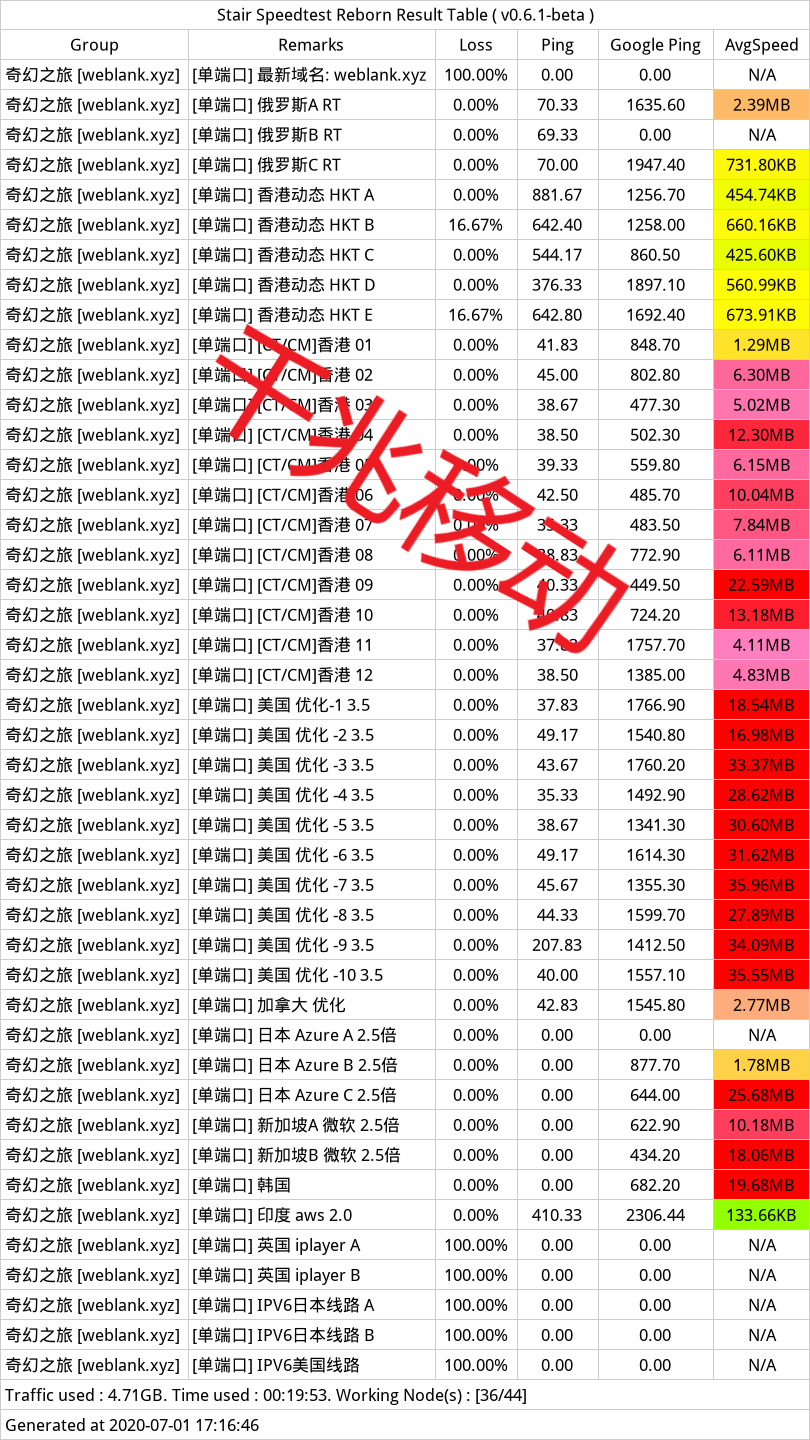 Stair Speedtest Reborn Result Table ( v0.6.1-beta )
Group Remarks Loss Ping Google Ping AvgSpeed
奇幻之旅 [weblank.xyz] [单端口] 最新域名: weblank.xyz 100.00% 0.00 0.00 N/A
奇幻之旅 [weblank.xyz] [单端口] 俄罗斯A RT 0.00% 70.33 1635.60 2.39MB
奇幻之旅 [weblank.xyz] [单端口] 俄罗斯B RT 0.00% 69.33 0.00 N/A
奇幻之旅 [weblank.xyz] [单端口] 俄罗斯C RT 0.00% 70.00 1947.40 731.80KB
奇幻之旅 [weblank.xyz] [单端口] 香港动态 HKT A 0.00% 881.67 1256.70 454.74KB
奇幻之旅 [weblank.xyz] [单端口] 香港动态 HKT B 16.67% 642.40 1258.00 660.16KB
奇幻之旅 [weblank.xyz] [单端口] 香港动态 HKT C 0.00% 544.17 860.50 425.60KB
奇幻之旅 [weblank.xyz] [单端口] 香港动态 HKT D 0.00% 376.33 1897.10 560.99KB
奇幻之旅 [weblank.xyz] [单端口] 香港动态 HKT E 16.67% 642.80 1692.40 673.91KB
奇幻之旅 [weblank.xyz] [单端口] [CT/CM]香港 01 0.00% 41.83 848.70 1.29MB
奇幻之旅 [weblank.xyz] [单端口] [CT/CM]香港 02 0.00% 45.00 802.80 6.30MB
奇幻之旅 [weblank.xyz] [单端口] [CT/CM]香港 03 0.00% 38.67 477.30 5.02MB
奇幻之旅 [weblank.xyz] [单端口] [CT/CM]香港 04 0.00% 38.50 502.30 12.30MB
奇幻之旅 [weblank.xyz] [单端口] [CT/CM]香港 05 0.00% 39.33 559.80 6.15MB
奇幻之旅 [weblank.xyz] [单端口] [CT/CM]香港 06 0.00% 42.50 485.70 10.04MB
奇幻之旅 [weblank.xyz] [单端口] [CT/CM]香港 07 0.00% 483.50 7.84MB
奇幻之旅 [weblank.xyz] [单端口] [CT/CM]香港 08 0.00% 38.83 772.90 6.11MB
奇幻之旅 [weblank.xyz] [单端口] [CT/CM]香港 09 0.00% 40.33 449.50 22.59MB
奇幻之旅 [weblank.xyz] [单端口] [CT/CM]香港 10 0.00% 724.20 13.18MB
奇幻之旅 [weblank.xyz] [单端口] [CT/CM]香港 11 0.00% 1757.70 4.11MB
奇幻之旅 [weblank.xyz] [单端口] [CT/CM]香港 12 0.00% 38.50 1385.00 4.83MB
奇幻之旅 [weblank.xyz] [单端口] 美国 优化-1 3.5 0.00% 37.83 1766.90 18.54MB
奇幻之旅 [weblank.xyz] [单端口] 美国 优化 -2 3.5 0.00% 49.17 1540.80 16.98MB
奇幻之旅 [weblank.xyz] [单端口] 美国 优化 -3 3.5 0.00% 43.67 1760.20 33.37MB
奇幻之旅 [weblank.xyz] [单端口] 美国 优化 -4 3.5 0.00% 35.33 1492.90 28.62MB
奇幻之旅 [weblank.xyz] [单端口] 美国 优化 -5 3.5 0.00% 38.67 1341.30 30.60MB
奇幻之旅 [weblank.xyz] [单端口] 美国 优化 -6 3.5 0.00% 49.17 1614.30 31.62MB
奇幻之旅 [weblank.xyz] [单端口] 美国 优化 -7 3.5 0.00% 45.67 1355.30 35.96MB
奇幻之旅 [weblank.xyz] [单端口] 美国 优化 -8 3.5 0.00% 44.33 1599.70 27.89MB
奇幻之旅 [weblank.xyz] [单端口] 美国 优化 -9 3.5 0.00% 207.83 1412.50 34.09MB
奇幻之旅 [weblank.xyz] [单端口] 美国 优化 -10 3.5 0.00% 40.00 1557.10 35.55MB
奇幻之旅 [weblank.xyz] [单端口] 加拿大 优化 0.00% 42.83 1545.80 2.77MB
奇幻之旅 [weblank.xyz] [单端口] 日本 Azure A 2.5倍 0.00% 0.00 0.00 N/A
奇幻之旅 [weblank.xyz] [单端口] 日本 Azure B 2.5倍 0.00% 0.00 877.70 1.78MB
奇幻之旅 [weblank.xyz] [单端口] 日本 Azure C 2.5倍 0.00% 0.00 644.00 25.68MB
奇幻之旅 [weblank.xyz] [单端口] 新加坡A 微软 2.5倍 0.00% 0.00 622.90 10.18MB
奇幻之旅 [weblank.xyz] [单端口] 新加坡B 微软 2.5倍 0.00% 0.00 434.20 18.06MB
奇幻之旅 [weblank.xyz] [单端口] 韩国 0.00% 0.00 682.20 19.68MB
奇幻之旅 [weblank.xyz] [单端口] 印度 aws 2.0 0.00% 410.33 2306.44 133.66KB
奇幻之旅 [weblank.xyz] [单端口] 英国 iplayer A 100.00% 0.00 0.00 N/A
奇幻之旅 [weblank.xyz] [单端口] 英国 iplayer B 100.00% 0.00 0.00 N/A
奇幻之旅 [weblank.xyz] [单端口] IPV6日本线路 A 100.00% 0.00 0.00 N/A
奇幻之旅 [weblank.xyz] [单端口] IPV6日本线路 B 100.00% 0.00 0.00 N/A
奇幻之旅 [weblank.xyz] [单端口] IPV6美国线路 100.00% 0.00 0.00 N/A
Traffic used : 4.71GB. Time used : 00:19:53. Working Node(s) : [36/44]
Generated at 2020-07-01 17:16:46
千兆移动